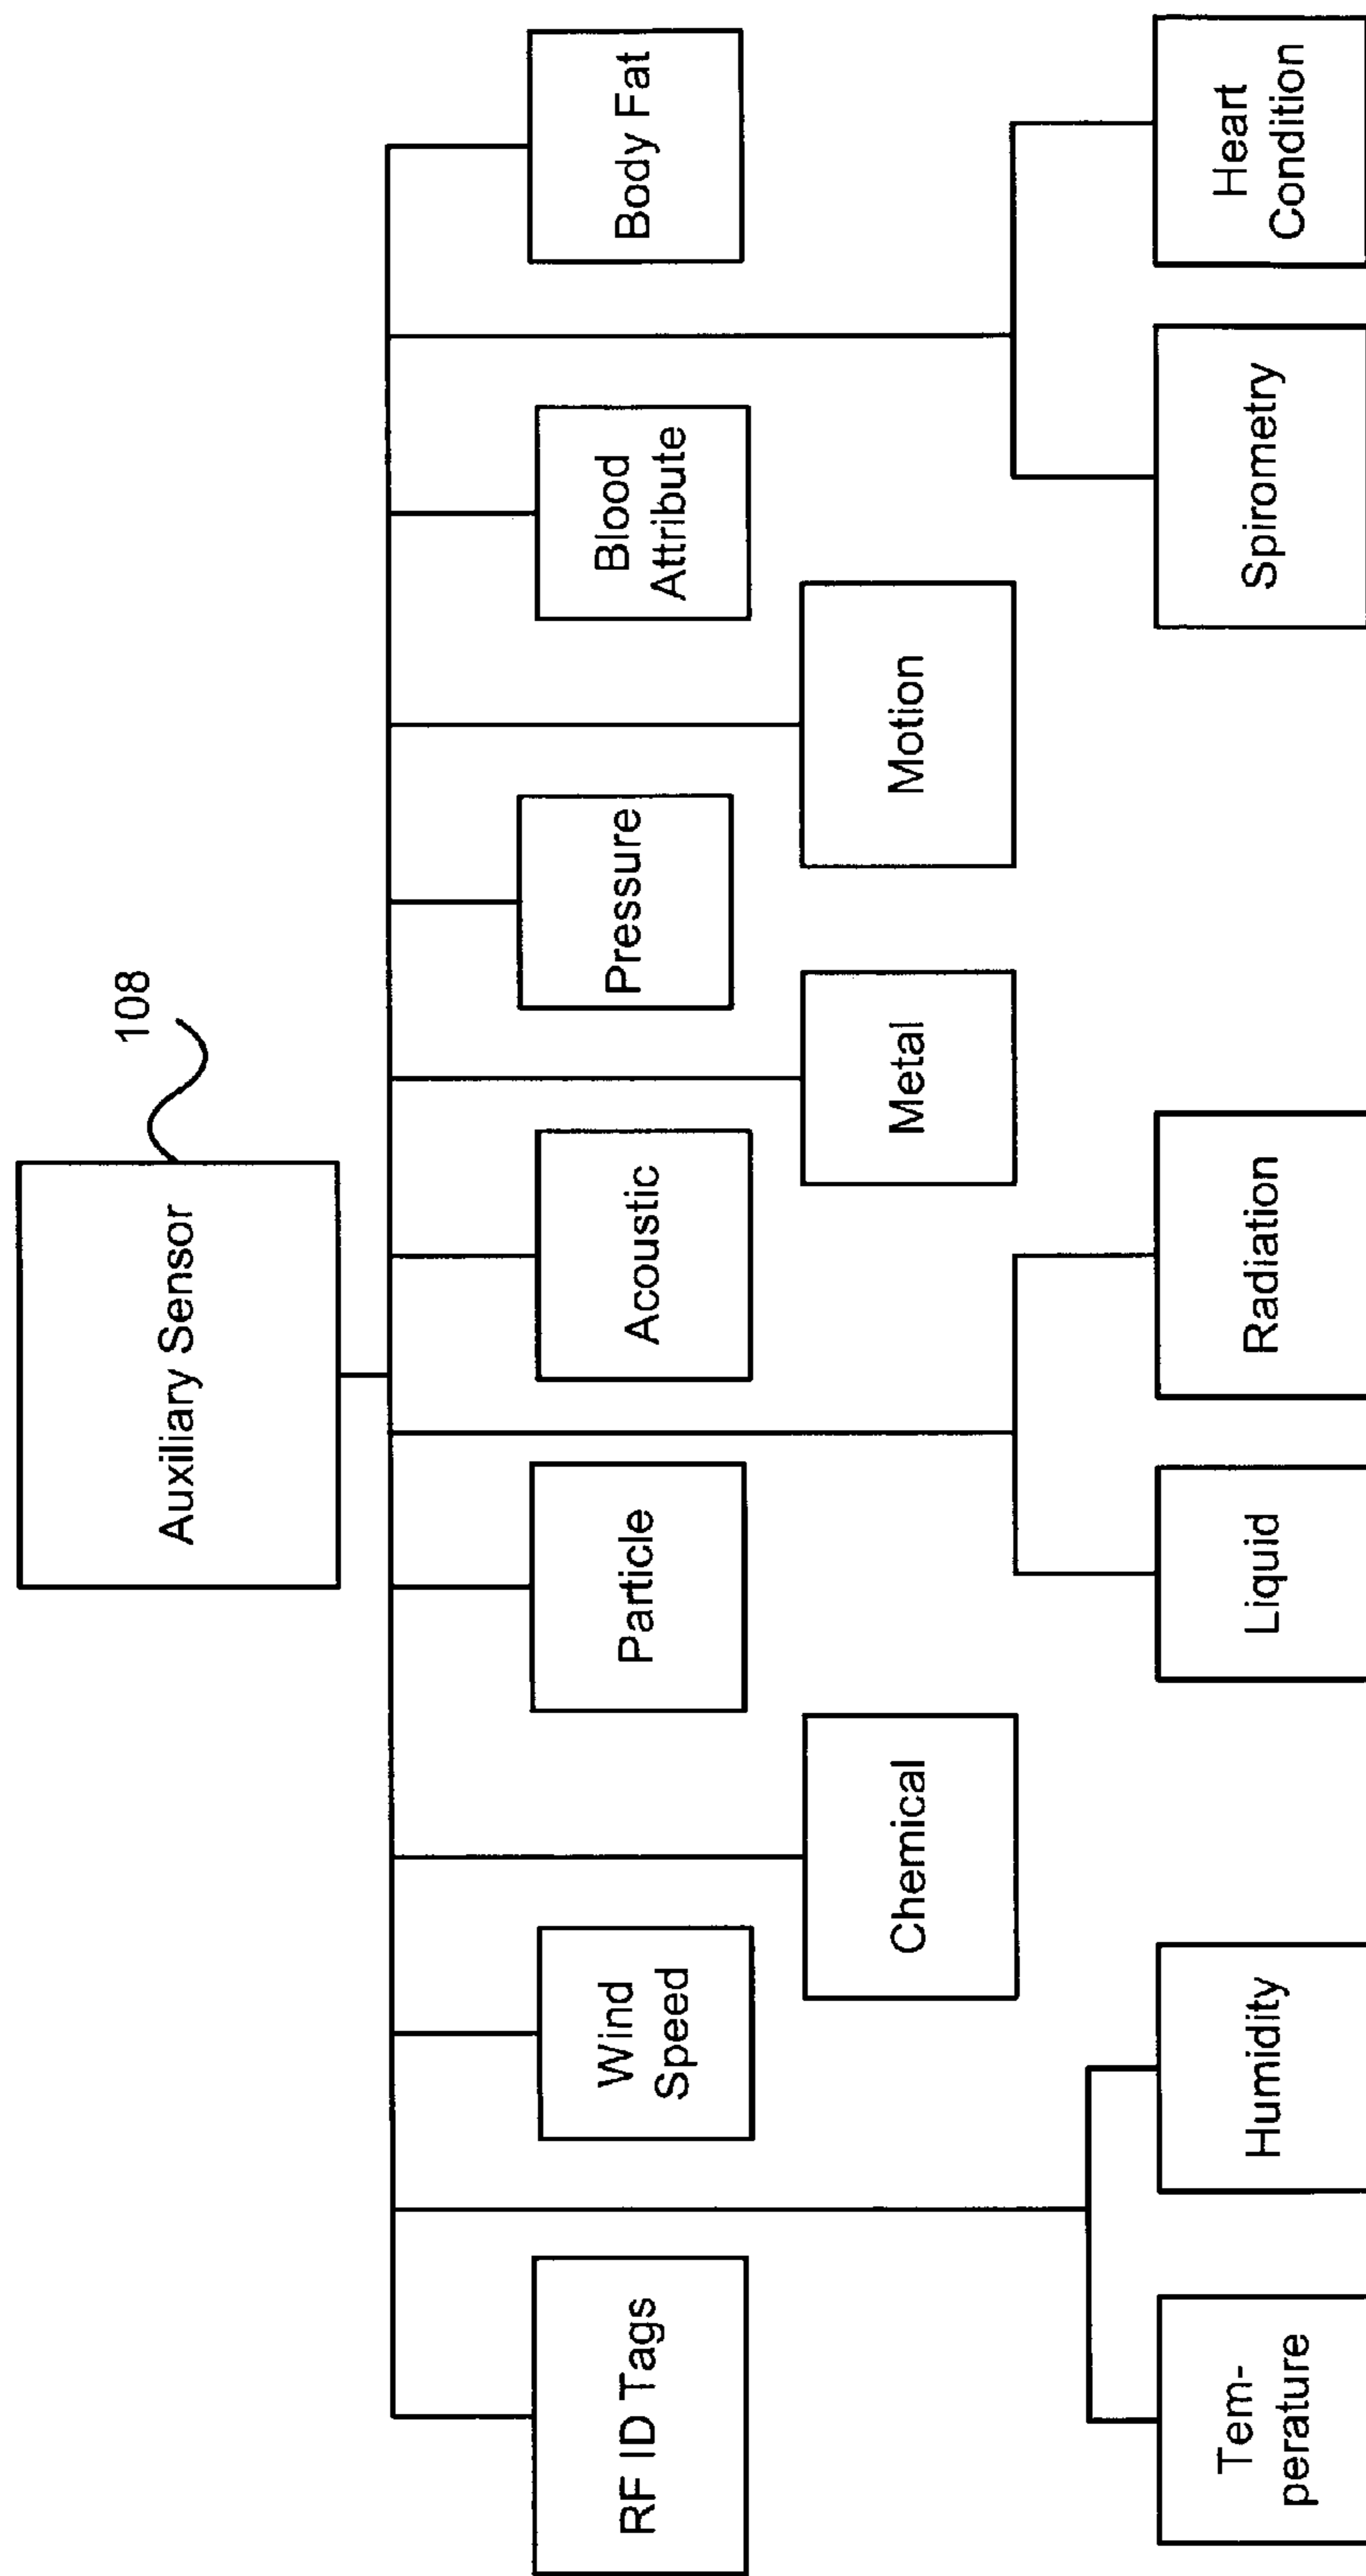 108
Auxiliary Sensor
RF ID Tags
Wind
Speed
Particle
Acoustic
Pressure
Blood
Attribute
Body Fat
Chemical
Metal
Motion
Tem-
perature
Humidity
Liquid
Radiation
Spirometry
Heart
Condition